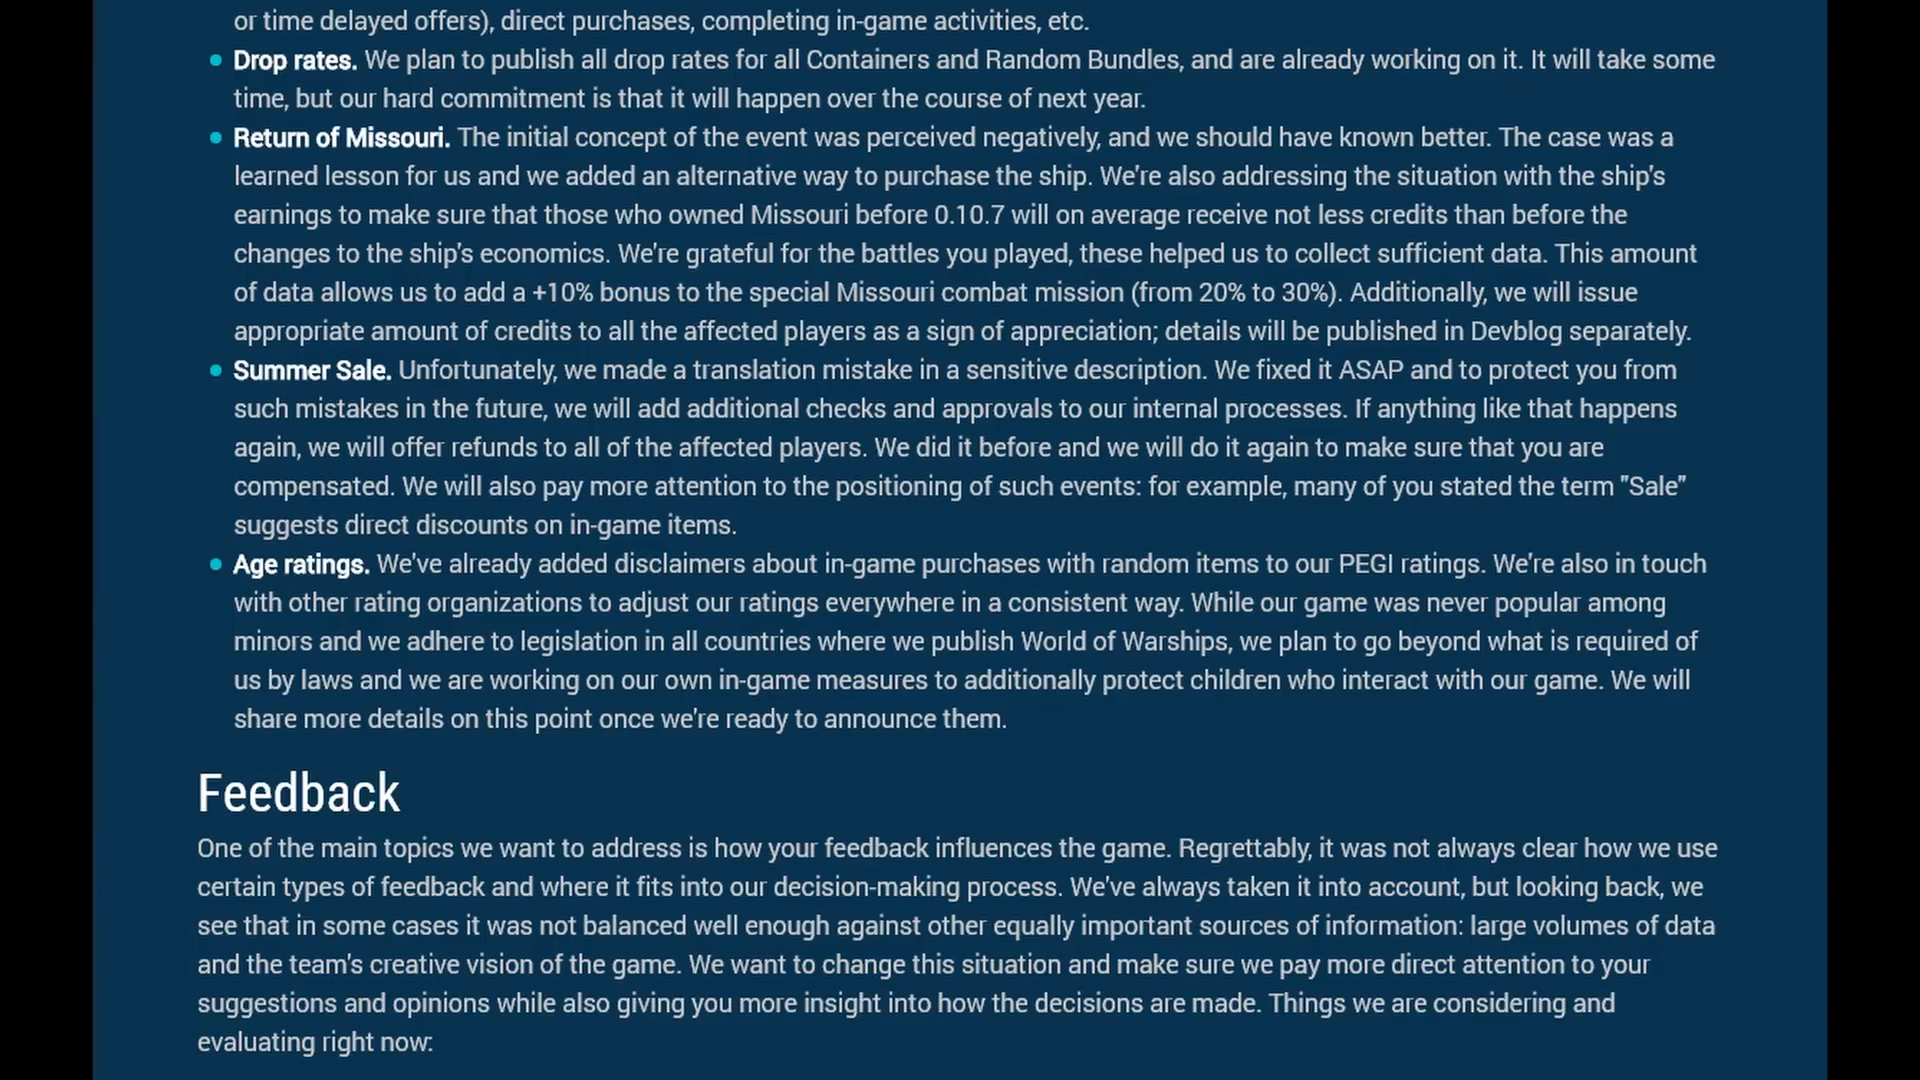 or time delayed offers), direct purchases, completing in-game activities, etc.
Drop rates. We plan to publish all drop rates for all Containers and Random Bundles, and are already working on it. It will take some
time, but our hard commitment is that it will happen over the course of next year.
Return of Missouri. The initial concept of the event was perceived negatively, and we should have known better. The case was a
learned lesson for us and we added an alternative way to purchase the ship. We're also addressing the situation with the ship's
earnings to make sure that those who owned Missouri before 0.10.7 will on average receive not less credits than before the
changes to the ship's economics. We're grateful for the battles you played, these helped us to collect sufficient data. This amount
of data allows us to add a +10% bonus to the special Missouri combat mission (from 20% to 30%). Additionally, we will issue
appropriate amount of credits to all the affected players as a sign of appreciation; details will be published in Devblog separately.
Summer Sale. Unfortunately, we made a translation mistake in a sensitive description. We fixed it ASAP and to protect you from
such mistakes in the future, we will add additional checks and approvals to our internal processes. If anything like that happens
again, we will offer refunds to all of the affected players. We did it before and we will do it again to make sure that you are
compensated. We will also pay more attention to the positioning of such events: for example, many of you stated the term "Sale"
suggests direct discounts on in-game items.
Age ratings. We've already added disclaimers about in-game purchases with random items to our PEGI ratings. We're also in touch
with other rating organizations to adjust our ratings everywhere in a consistent way. While our game was never popular among
minors and we adhere to legislation in all countries where we publish World of Warships, we plan to go beyond what is required of
us by laws and we are working on our own in-game measures to additionally protect children who interact with our game. We will
share more details on this point once we're ready to announce them.
Feedback
One of the main topics we want to address is how your feedback influences the game. Regrettably, it was not always clear how we use
certain types of feedback and where it fits into our decision-making process. We've always taken it into account, but looking back, we
see that in some cases it was not balanced well enough against other equally important sources of information: large volumes of data
and the team's creative vision of the game. We want to change this situation and make sure we pay more direct attention to your
suggestions and opinions while also giving you more insight into how the decisions are made. Things we are considering and
evaluating right now: